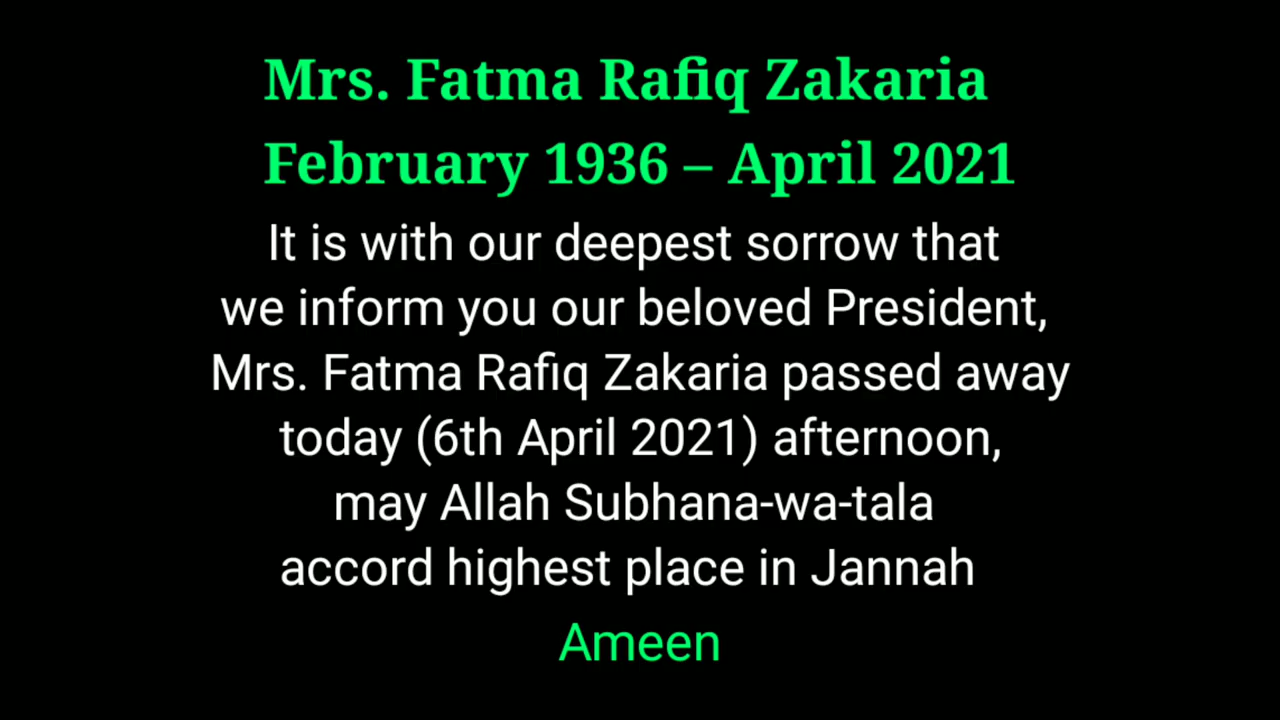 Mrs. Fatma Rafiq Zakaria
February 1936 – April 2021
It is with our deepest sorrow that
we inform you our beloved President,
Mrs. Fatma Rafiq Zakaria passed away
today (6th April 2021) afternoon,
may Allah Subhana-wa-tala
accord highest place in Jannah
Ameen